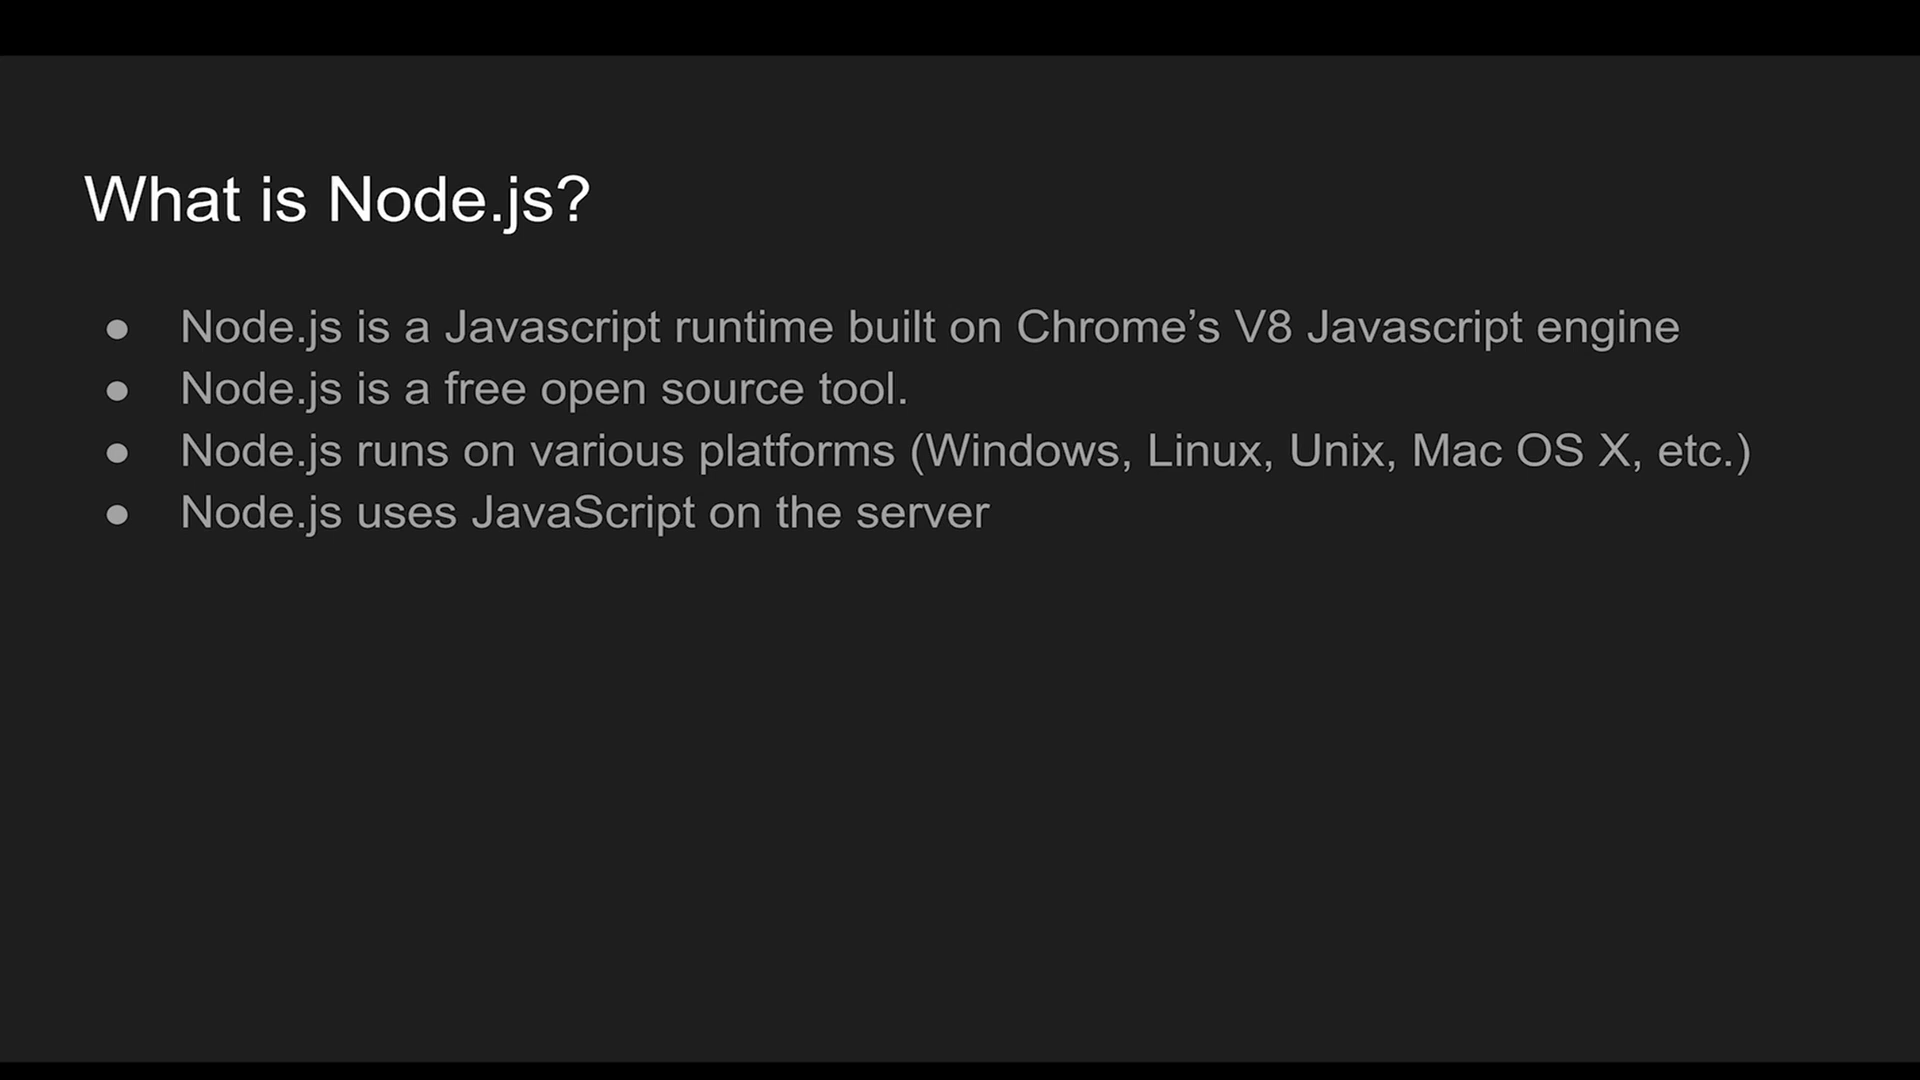 What is Node.js?
● Node.js is a Javascript runtime built on Chrome’s V8 Javascript engine
● Node.js is a free open source tool.
● Node.js runs on various platforms (Windows, Linux, Unix, Mac OS X, etc.)
● Node.js uses JavaScript on the server